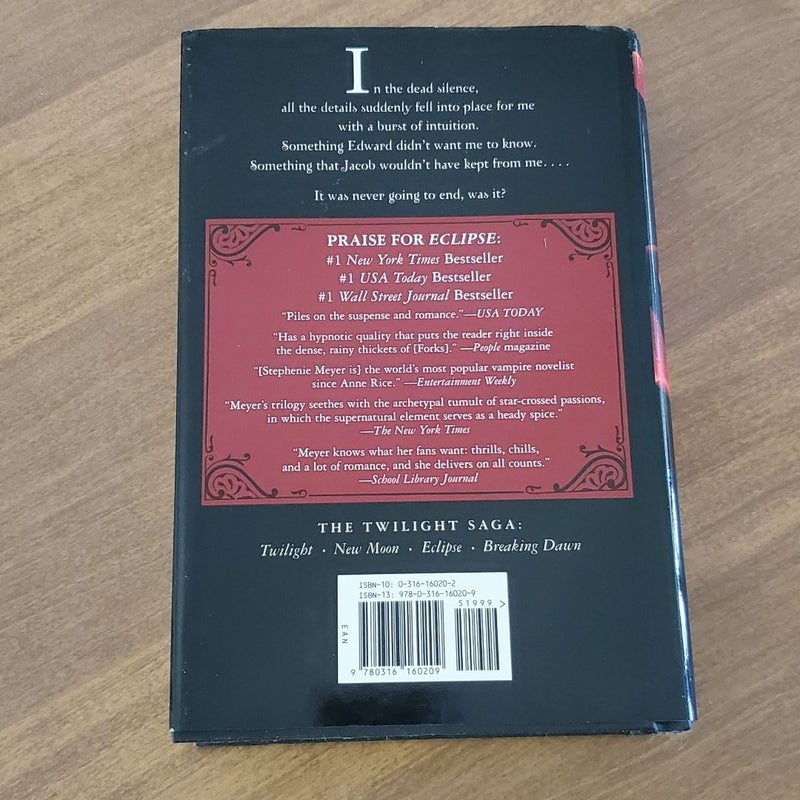 In the dead silence,
all the details suddenly fell into place for me
with a burst of intuition.
Something Edward didn't want me to know.
Something that Jacob wouldn't have kept from me. . . .
It was never going to end, was it?
PRAISE FOR ECLIPSE:
#1 New York Times Bestseller
#1 USA Today Bestseller
#1 Wall Street Journal Bestseller
"Piles on the suspense and romance."—USA TODAY
"Has a hypnotic quality that puts the reader right inside
the dense, rainy thickets of [Forks]." —People magazine
"[Stephenie Meyer is] the world's most popular vampire novelist
since Anne Rice." —Entertainment Weekly
"Meyer's trilogy seethes with the archetypal tumult of star-crossed passions,
in which the supernatural element serves as a heady spice."
—The New York Times
"Meyer knows what her fans want: thrills, chills,
and a lot of romance, and she delivers on all counts."
—School Library Journal
THE TWILIGHT SAGA:
Twilight · New Moon · Eclipse · Breaking Dawn
ISBN-10: 0-316-16020-2
ISBN-13: 978-0-316-16020-9
51999>
EAN
9 780316 160209